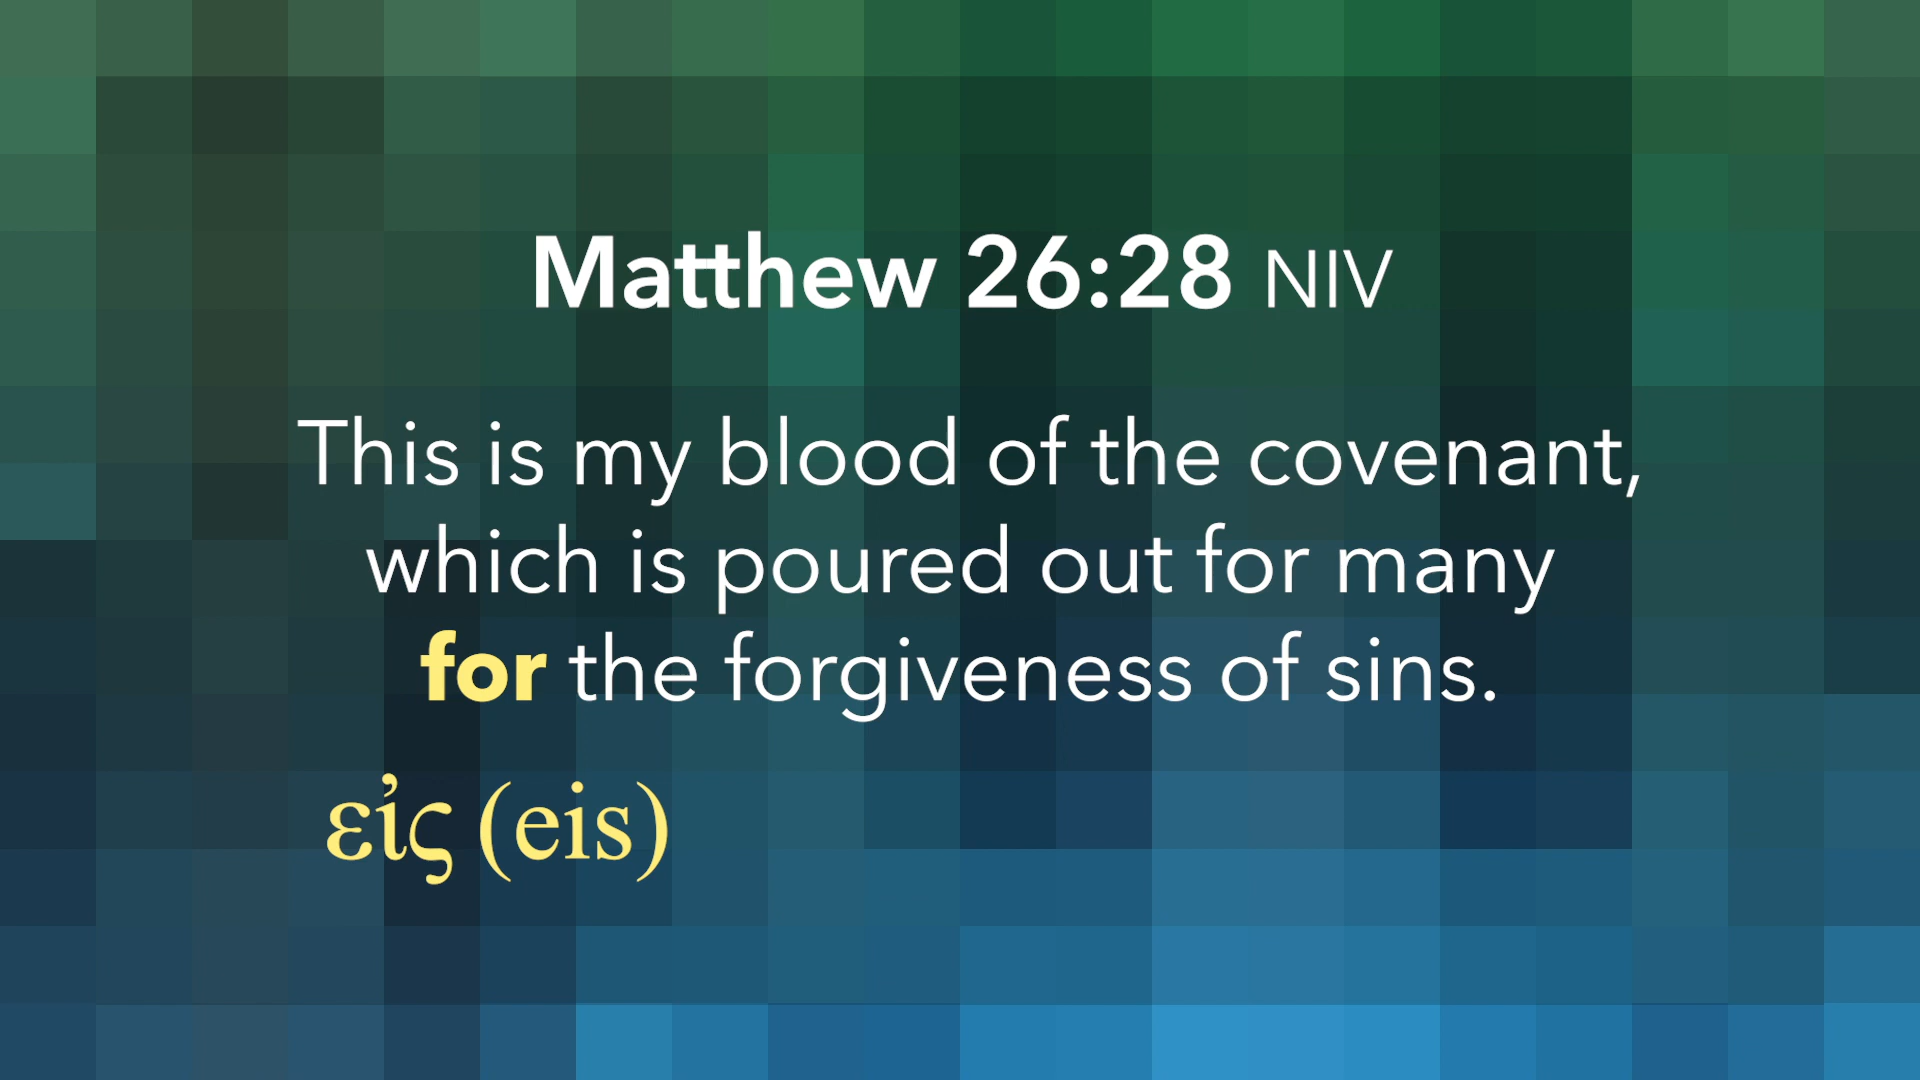 Matthew 26:28 NIV
This is my blood of the covenant,
which is poured out for many
for the forgiveness of sins.
εἰς (eis)